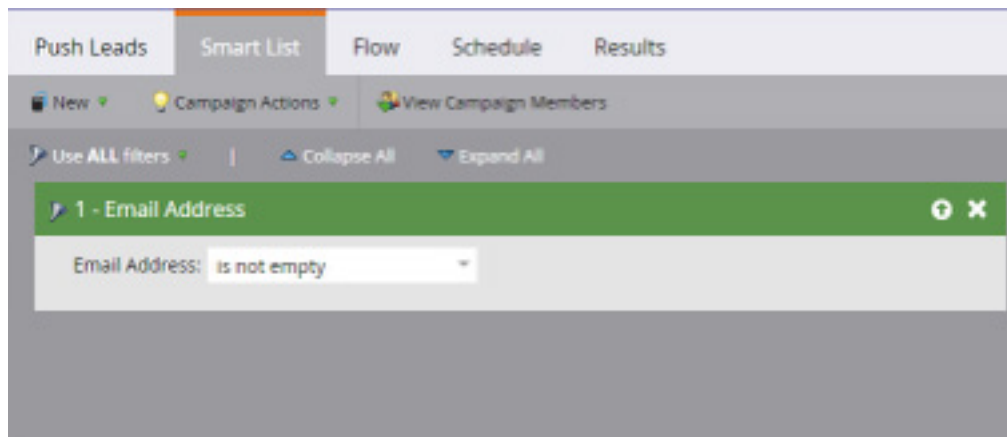 Push Leads Smart List Flow Schedule Results
New Campaign Actions View Campaign Members
Use ALL filters | Collapse All Expand All
1 - Email Address
Email Address: is not empty